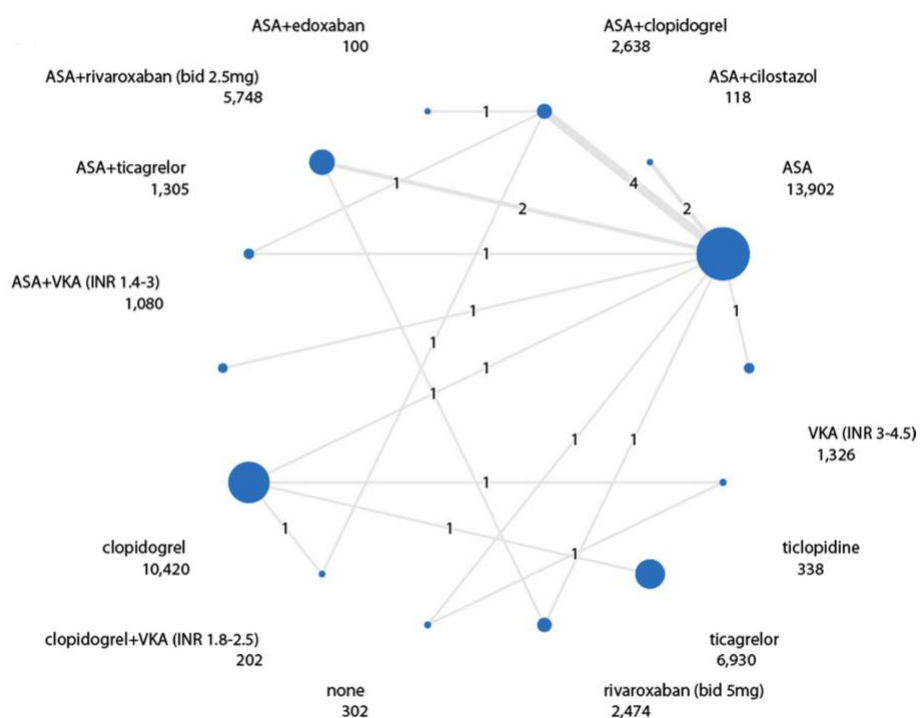 ASA+edoxaban
100
ASA+clopidogrel
2,638
ASA+rivaroxaban (bid 2.5mg)
5,748
ASA+cilostazol
118
1
ASA+ticagrelor
1,305
ASA
13,902
1
4
2
2
1
ASA+VKA (INR 1.4-3)
1,080
1
1
1
1
1
VKA (INR 3-4.5)
1,326
1
1
1
1
1
1
clopidogrel
10,420
ticlopidine
338
clopidogrel+VKA (INR 1.8-2.5)
202
ticagrelor
6,930
none
302
rivaroxaban (bid 5mg)
2,474